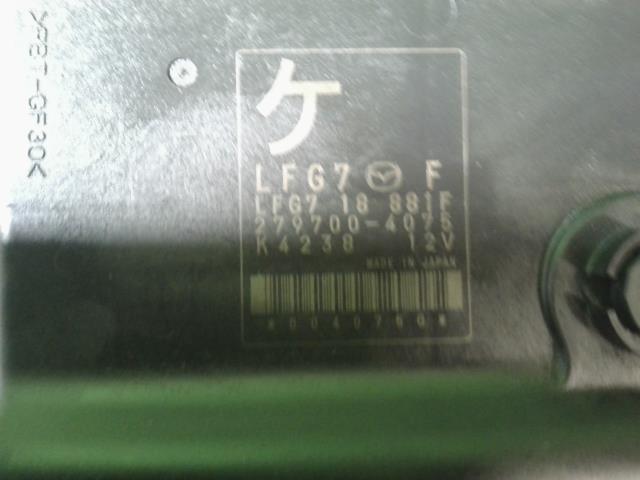 ケ
LFG7 F
LFG7 18 881F
279700-4075
K4238 12V
MADE IN JAPAN